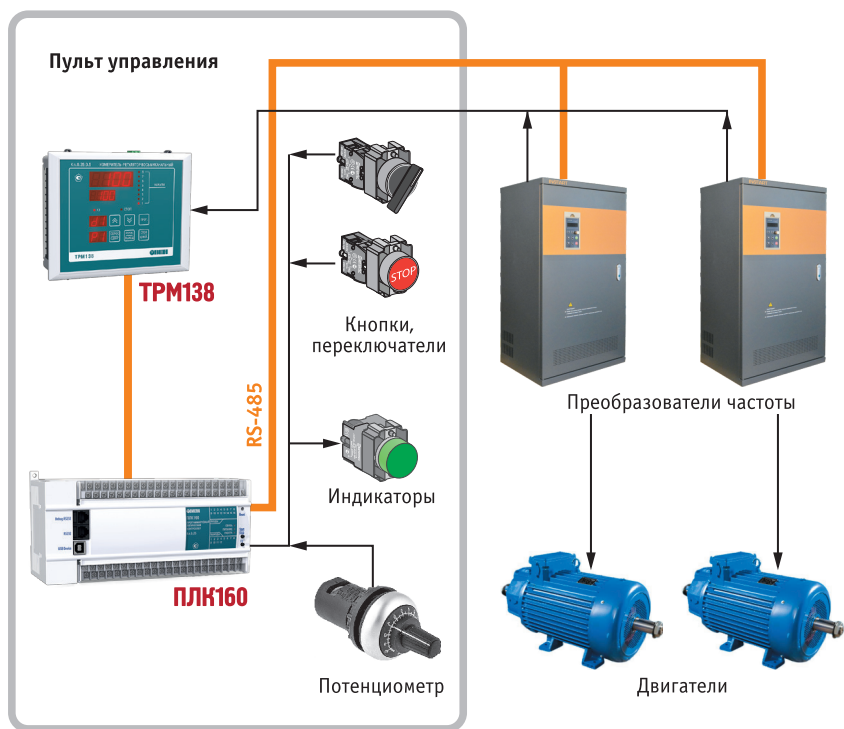 Пульт управления
ТРМ138
ТРМ138
STOP
Кнопки,
переключатели
RS-485
Преобразователи частоты
Индикаторы
ПЛК160
Потенциометр
Двигатели